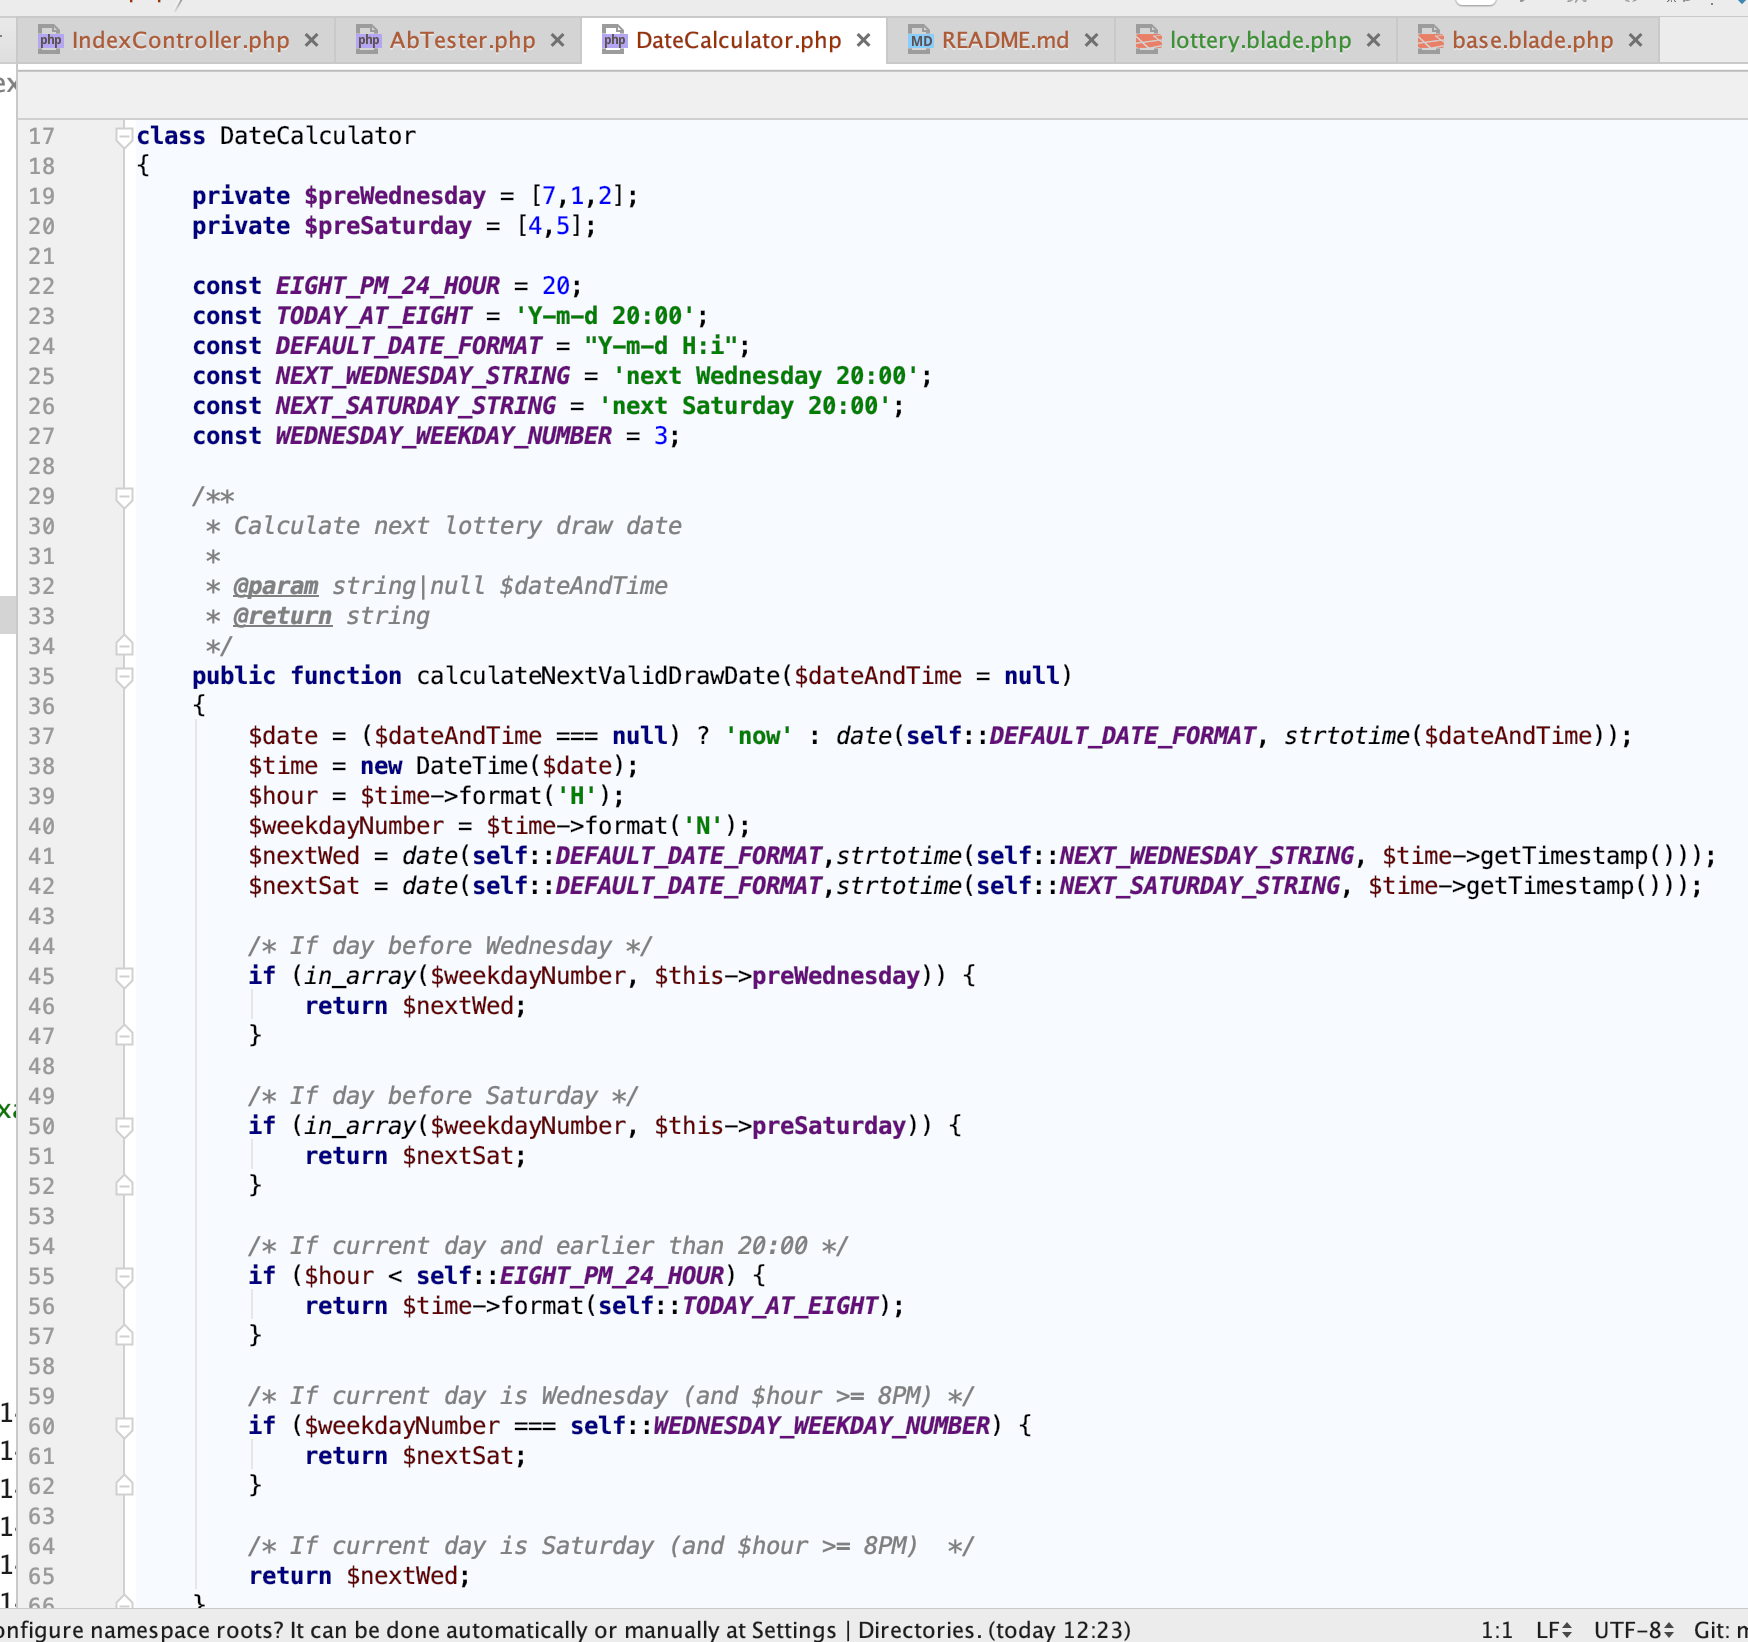 IndexController.php AbTester.php DateCalculator.php README.md lottery.blade.php base.blade.php
17 class DateCalculator
18 {
19 private $preWednesday = [7,1,2];
20 private $preSaturday = [4,5];
21
22 const EIGHT_PM_24_HOUR = 20;
23 const TODAY_AT_EIGHT = 'Y-m-d 20:00';
24 const DEFAULT_DATE_FORMAT = "Y-m-d H:i";
25 const NEXT_WEDNESDAY_STRING = 'next Wednesday 20:00';
26 const NEXT_SATURDAY_STRING = 'next Saturday 20:00';
27 const WEDNESDAY_WEEKDAY_NUMBER = 3;
28
29 /**
30 * Calculate next lottery draw date
31 *
32 * @param string|null $dateAndTime
33 * @return string
34 */
35 public function calculateNextValidDrawDate($dateAndTime = null)
36 {
37 $date = ($dateAndTime === null) ? 'now' : date(self::DEFAULT_DATE_FORMAT, strtotime($dateAndTime));
38 $time = new DateTime($date);
39 $hour = $time->format('H');
40 $weekdayNumber = $time->format('N');
41 $nextWed = date(self::DEFAULT_DATE_FORMAT,strtotime(self::NEXT_WEDNESDAY_STRING, $time->getTimestamp()));
42 $nextSat = date(self::DEFAULT_DATE_FORMAT,strtotime(self::NEXT_SATURDAY_STRING, $time->getTimestamp()));
43
44 /* If day before Wednesday */
45 if (in_array($weekdayNumber, $this->preWednesday)) {
46 return $nextWed;
47 }
48
49 /* If day before Saturday */
50 if (in_array($weekdayNumber, $this->preSaturday)) {
51 return $nextSat;
52 }
53
54 /* If current day and earlier than 20:00 */
55 if ($hour < self::EIGHT_PM_24_HOUR) {
56 return $time->format(self::TODAY_AT_EIGHT);
57 }
58
59 /* If current day is Wednesday (and $hour >= 8PM) */
60 if ($weekdayNumber === self::WEDNESDAY_WEEKDAY_NUMBER) {
61 return $nextSat;
62 }
63
64 /* If current day is Saturday (and $hour >= 8PM) */
65 return $nextWed;
66 }
onfigure namespace roots? It can be done automatically or manually at Settings | Directories. (today 12:23) 1:1 LF UTF-8 Git: m